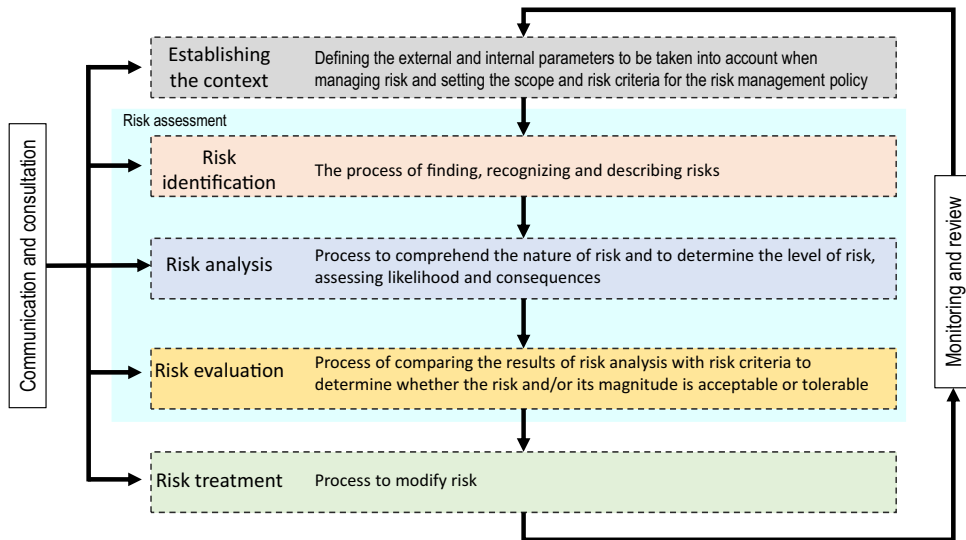 Establishing
the context
Defining the external and internal parameters to be taken into account when
managing risk and setting the scope and risk criteria for the risk management policy
Risk assessment
Risk
identification
The process of finding, recognizing and describing risks
Risk analysis
Process to comprehend the nature of risk and to determine the level of risk,
assessing likelihood and consequences
Risk evaluation
Process of comparing the results of risk analysis with risk criteria to
determine whether the risk and/or its magnitude is acceptable or tolerable
Risk treatment
Process to modify risk
Communication and consultation
Monitoring and review